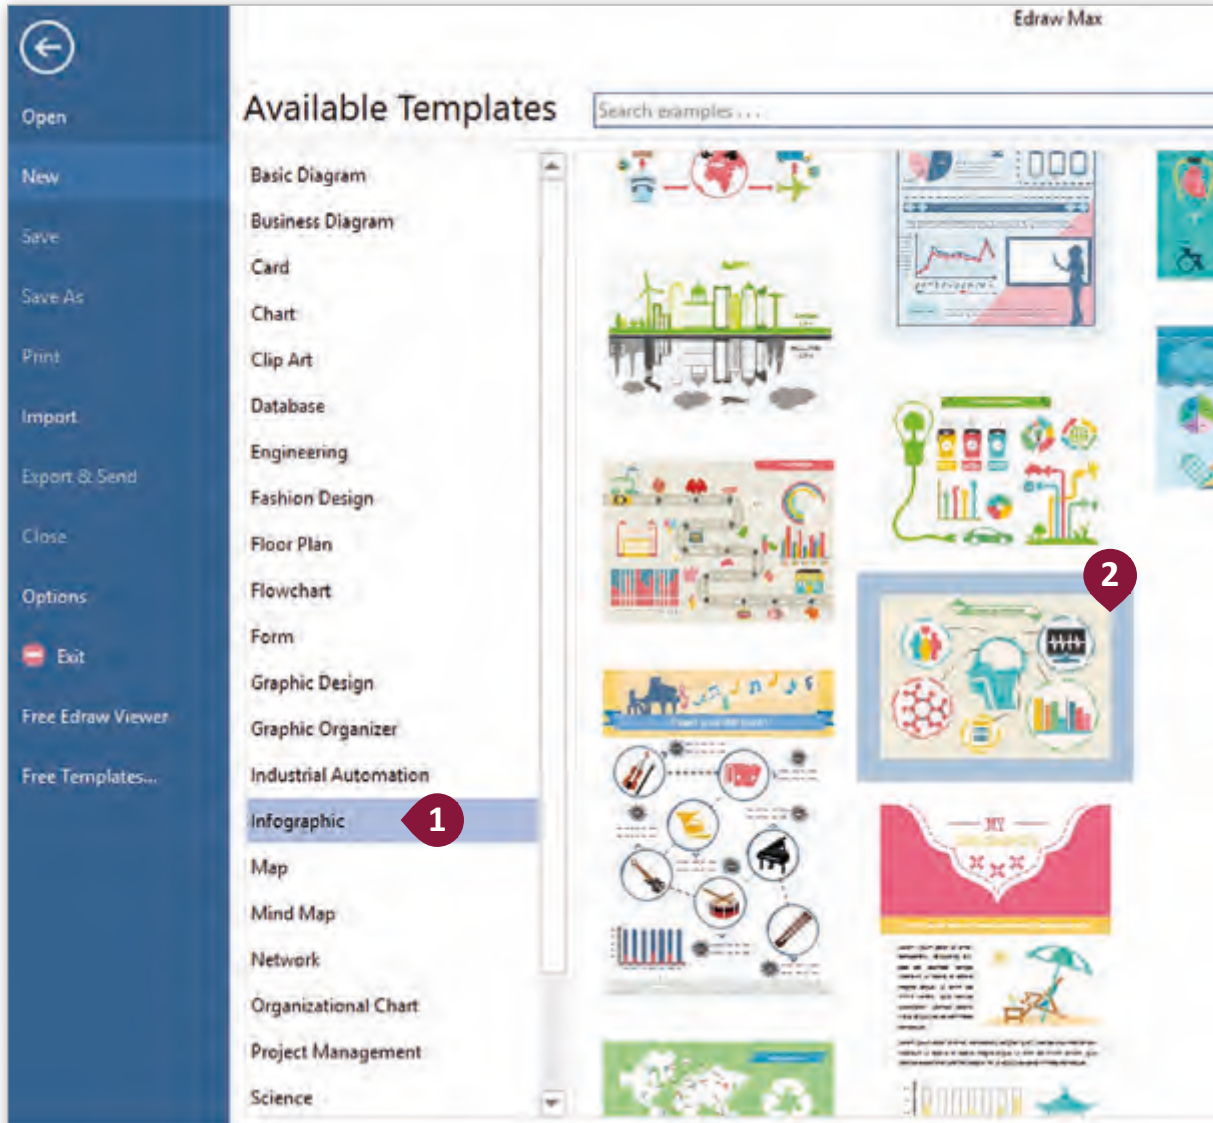 Edraw Max
Open
New
Save
Save As
Print
Import
Export & Send
Close
Options
Exit
Free Edraw Viewer
Free Templates...
Available Templates
Search examples . . .
Basic Diagram
Business Diagram
Card
Chart
Clip Art
Database
Engineering
Fashion Design
Floor Plan
Flowchart
Form
Graphic Design
Graphic Organizer
Industrial Automation
Infographic
1
Map
Mind Map
Network
Organizational Chart
Project Management
Science
2
MY